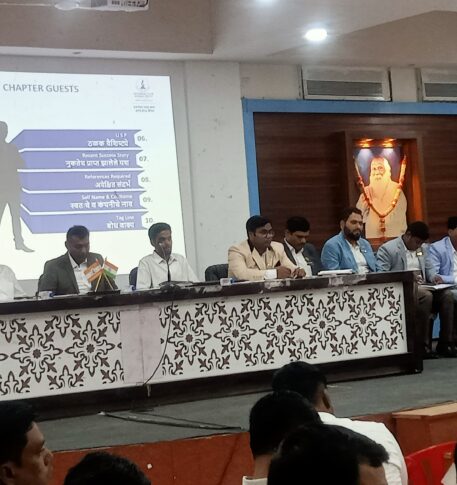 CHAPTER GUESTS
U S P
ठळक वैशिष्ट्ये
06.
Recent Success Story
नुकतेच प्राप्त झालेले यश
07.
References Required
अपेक्षित संदर्भ
08.
Self Name & Co. Name
स्वतःचे व कंपनीचे नाव
09.
Tag Line
बोध वाक्य
10.